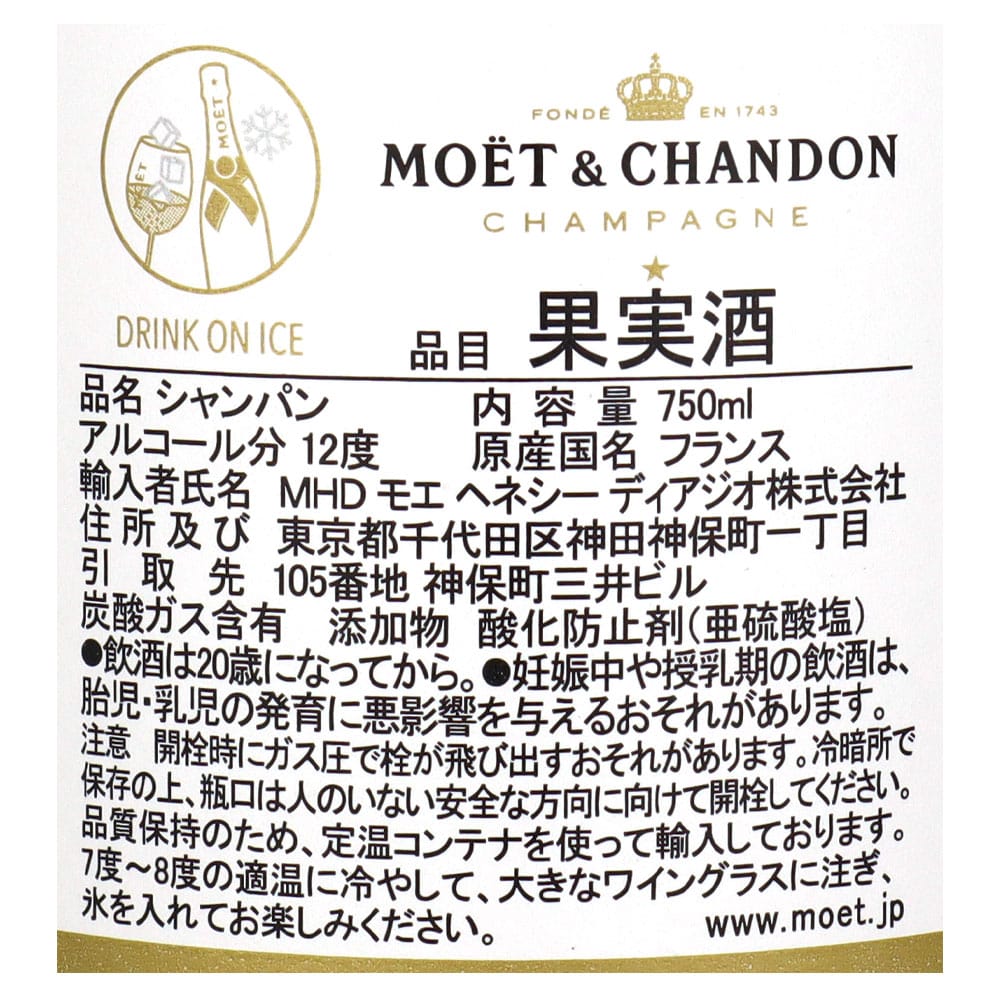 FONDÉ EN 1743
MOËT & CHANDON
CHAMPAGNE
MOËT
MOËT
DRINK ON ICE
品目 果実酒
品名 シャンパン 内容量 750ml
アルコール分 12度 原産国名 フランス
輸入者氏名 MHD モエ ヘネシー ディアジオ株式会社
住所及び 東京都千代田区神田神保町一丁目
引取先 105番地 神保町三井ビル
炭酸ガス含有 添加物 酸化防止剤(亜硫酸塩)
●飲酒は20歳になってから。●妊娠中や授乳期の飲酒は、
胎児・乳児の発育に悪影響を与えるおそれがあります。
注意 開栓時にガス圧で栓が飛び出すおそれがあります。冷暗所で
保存の上、瓶口は人のいない安全な方向に向けて開栓してください。
品質保持のため、定温コンテナを使って輸入しております。
7度～8度の適温に冷やして、大きなワイングラスに注ぎ、
氷を入れてお楽しみください。 www.moet.jp